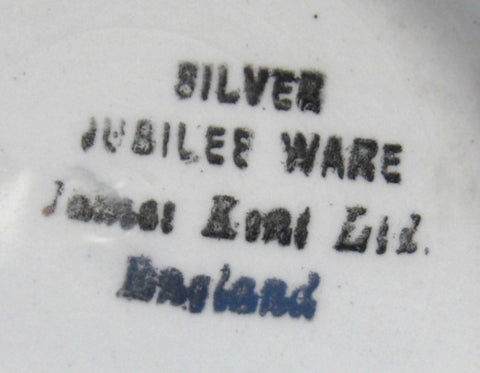 SILVER
JUBILEE WARE
James Kent Ltd.
England